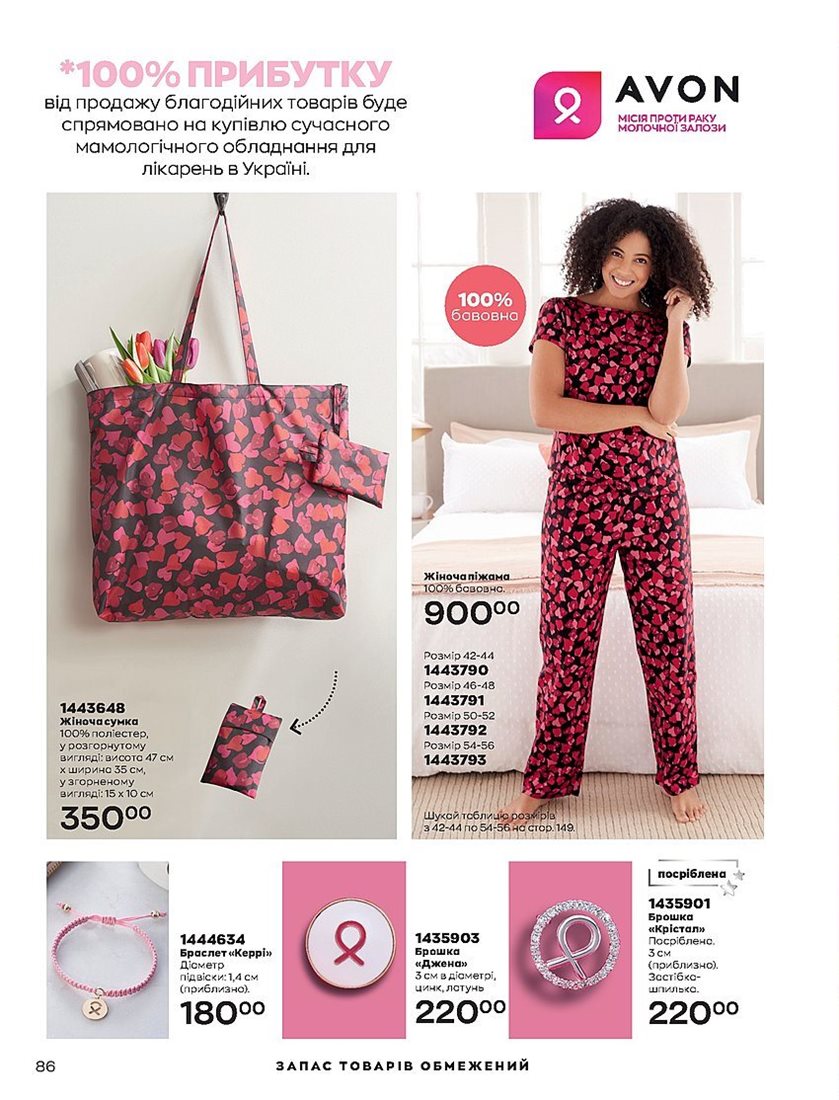 *100% ПРИБУТКУ
від продажу благодійних товарів буде
спрямовано на купівлю сучасного
мамологічного обладнання для
лікарень в Україні.
AVON
МІСІЯ ПРОТИ РАКУ
МОЛОЧНОЇ ЗАЛОЗИ
100%
бавовна
Жіноча піжама
100% бавовна.
900⁰⁰
Розмір 42-44
1443790
Розмір 46-48
1443791
Розмір 50-52
1443792
Розмір 54-56
1443793
Шукай таблицю розмірів
з 42-44 по 54-56 на стор. 149.
1443648
Жіноча сумка
100% поліестер,
у розгорнутому
вигляді: висота 47 см
х ширина 35 см,
у згорненому
вигляді: 15 х 10 см
350⁰⁰
1444634
Браслет «Керрі»
Діаметр
підвіски: 1,4 см
(приблизно).
180⁰⁰
1435903
Брошка
«Джена»
3 см в діаметрі,
цинк, латунь
220⁰⁰
посріблена
1435901
Брошка
«Крістал»
Посріблена.
3 см
(приблизно).
Застібка-
шпилька.
220⁰⁰
86
ЗАПАС ТОВАРІВ ОБМЕЖЕНИЙ